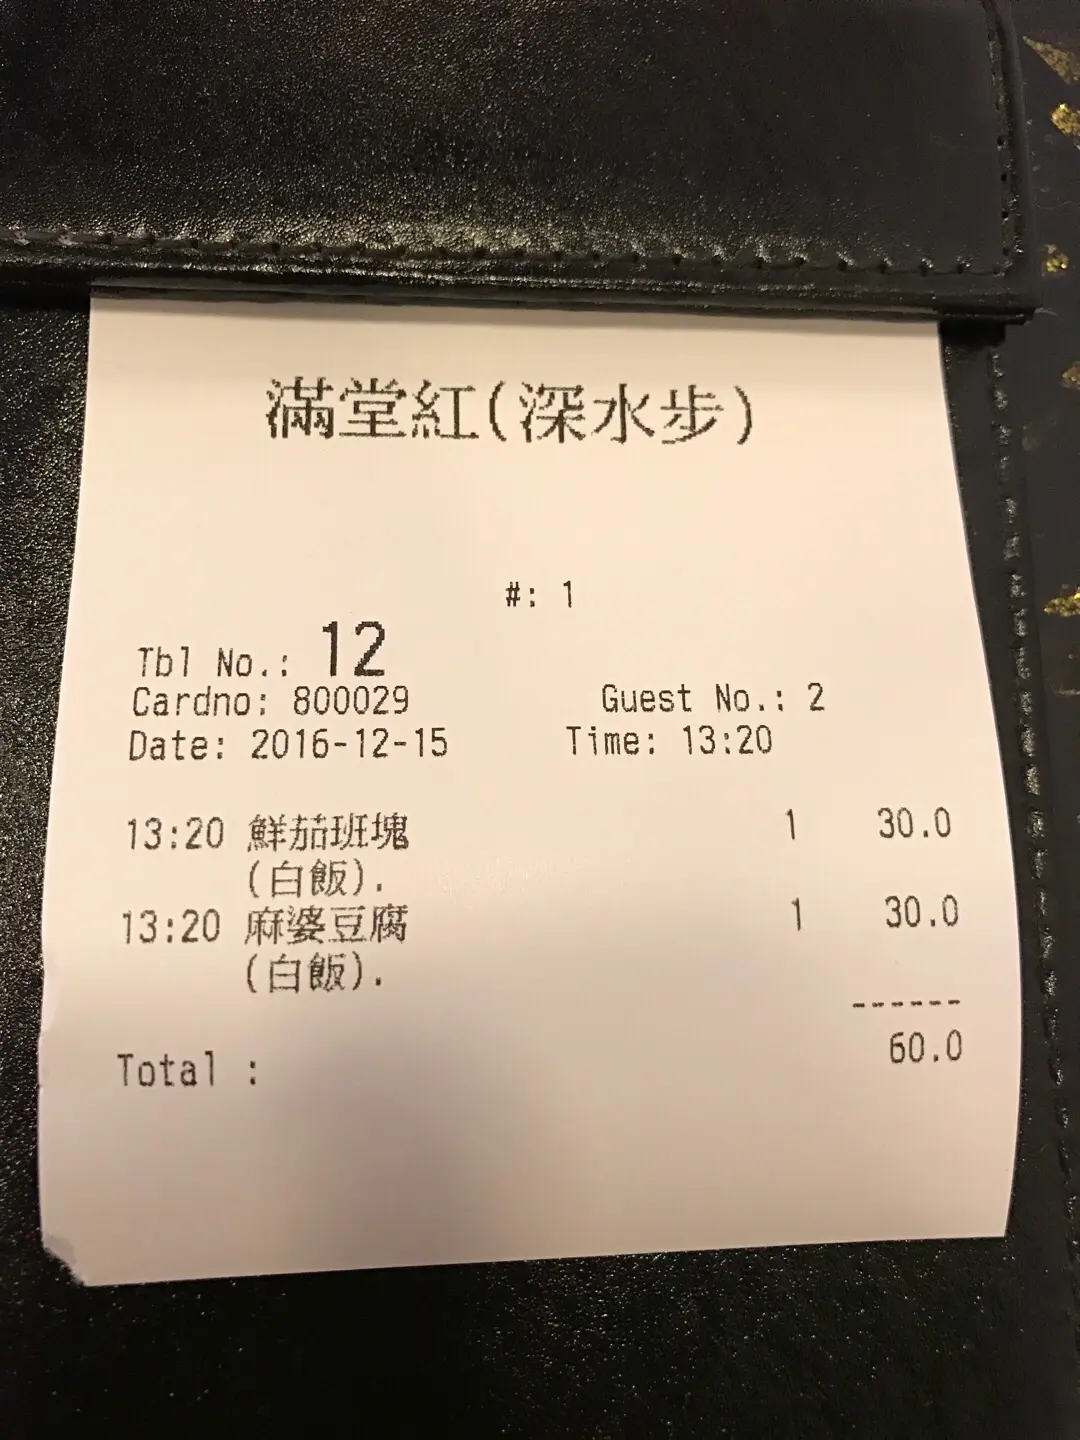 滿堂紅(深水步)
#: 1
Tbl No.: 12
Cardno: 800029 Guest No.: 2
Date: 2016-12-15 Time: 13:20
13:20 鮮茄班塊 1 30.0
(白飯).
13:20 麻婆豆腐 1 30.0
(白飯).
------
Total : 60.0